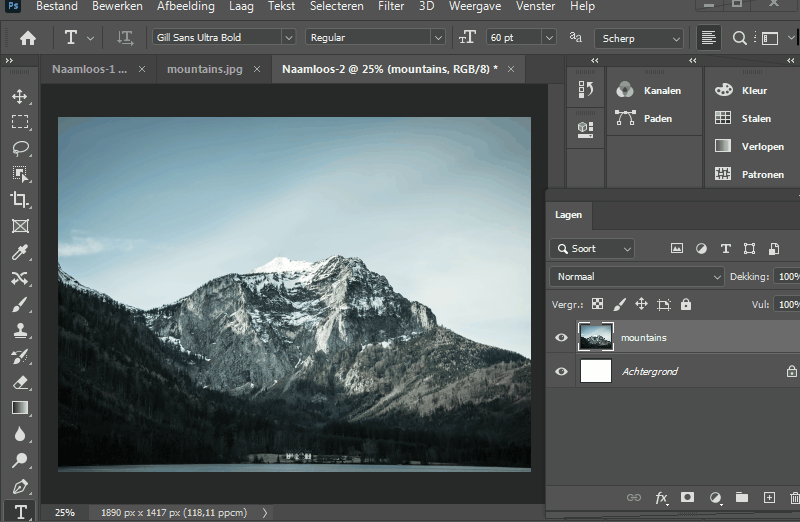 Ps Bestand Bewerken Afbeelding Laag Tekst Selecteren Filter 3D Weergave Venster Help
T Gill Sans Ultra Bold Regular 60 pt Scherp
Naamloos-1 ... × mountains.jpg × Naamloos-2 @ 25% (mountains, RGB/8) * ×
Kanalen
Paden
Kleur
Stalen
Verlopen
Patronen
Lagen
Soort
Normaal Dekking: 100%
Vergr.: Vul: 100%
mountains
Achtergrond
fx
25% 1890 px x 1417 px (118,11 ppcm)